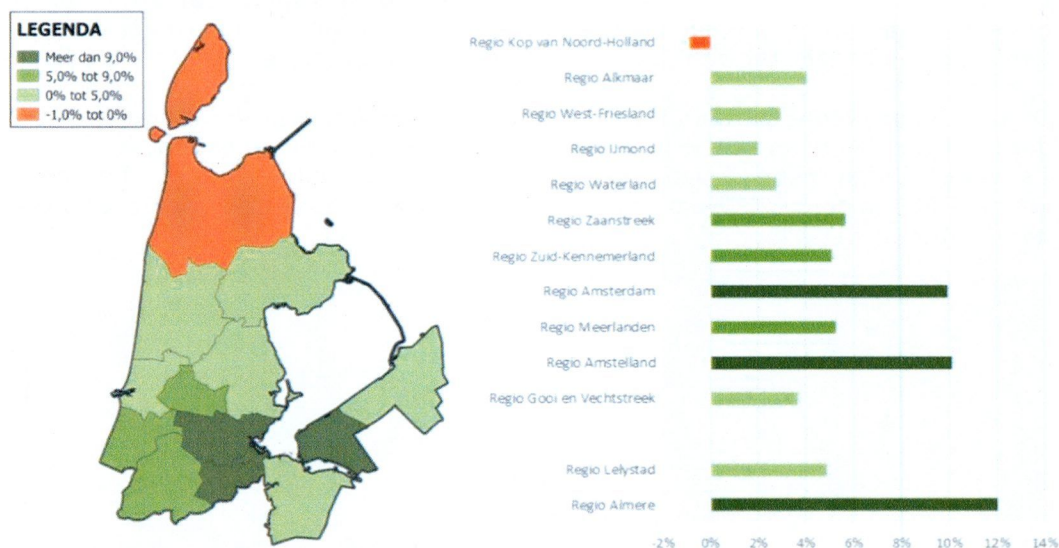 LEGENDA
Meer dan 9,0%
5,0% tot 9,0%
0% tot 5,0%
-1,0% tot 0%
Regio Kop van Noord-Holland
Regio Alkmaar
Regio West-Friesland
Regio IJmond
Regio Waterland
Regio Zaanstreek
Regio Zuid-Kennemerland
Regio Amsterdam
Regio Meerlanden
Regio Amstelland
Regio Gooi en Vechtstreek
Regio Lelystad
Regio Almere
-2% 0% 2% 4% 6% 8% 10% 12% 14%